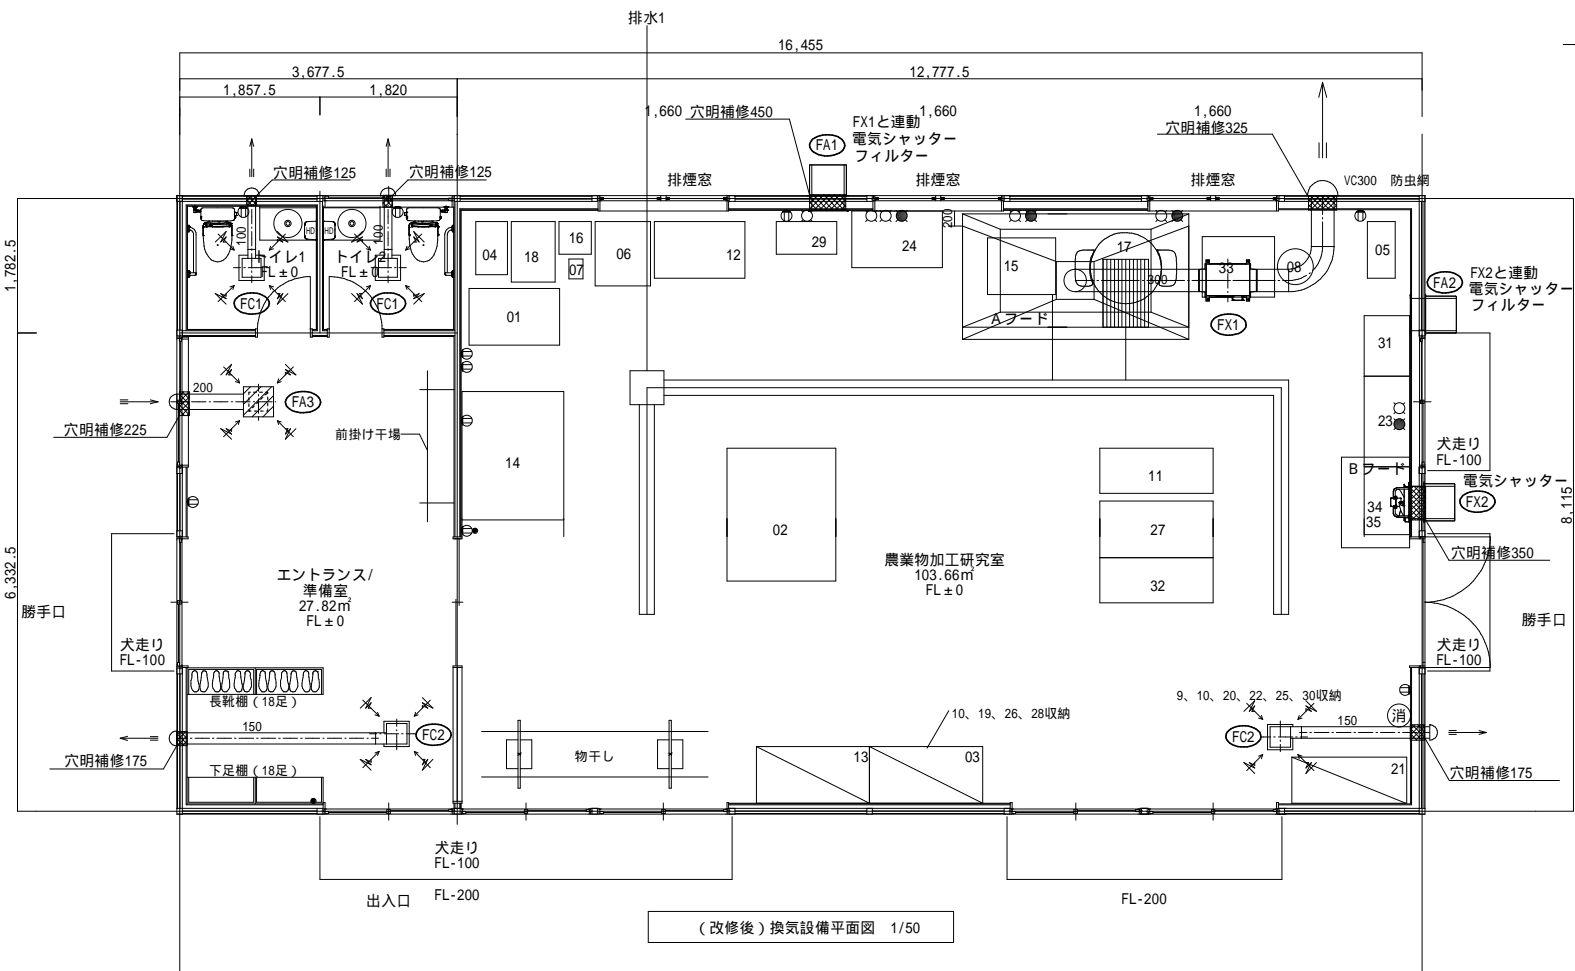 排水1
16,455
3,677.5
12,777.5
1,857.5
1,820
1,660
穴明補修450
1,660
1,660
FX1と連動
電気シャッター
フィルター
FA1
穴明補修325
穴明補修125
穴明補修125
排煙窓
排煙窓
排煙窓
VC300 防虫網
1,782.5
HD
HD
100
100
トイレ1
FL±0
トイレ2
FL±0
FC1
FC1
04
18
16
07
06
12
29
24
200
15
17
300
33
08
05
Aフード
FX1
FA2
FX2と連動
電気シャッター
フィルター
01
31
200
FA3
穴明補修225
前掛け干場
14
23
犬走り
FL-100
Bフード
34
35
電気シャッター
FX2
穴明補修350
8,115
02
11
27
32
農業物加工研究室
103.66㎡
FL±0
6,332.5
エントランス/
準備室
27.82㎡
FL±0
勝手口
勝手口
犬走り
FL-100
犬走り
FL-100
長靴棚(18足)
150
FC2
穴明補修175
下足棚(18足)
物干し
10、19、26、28収納
13
03
9、10、20、22、25、30収納
FC2
150
消
21
穴明補修175
犬走り
FL-100
出入口
FL-200
FL-200
(改修後)換気設備平面図 1/50